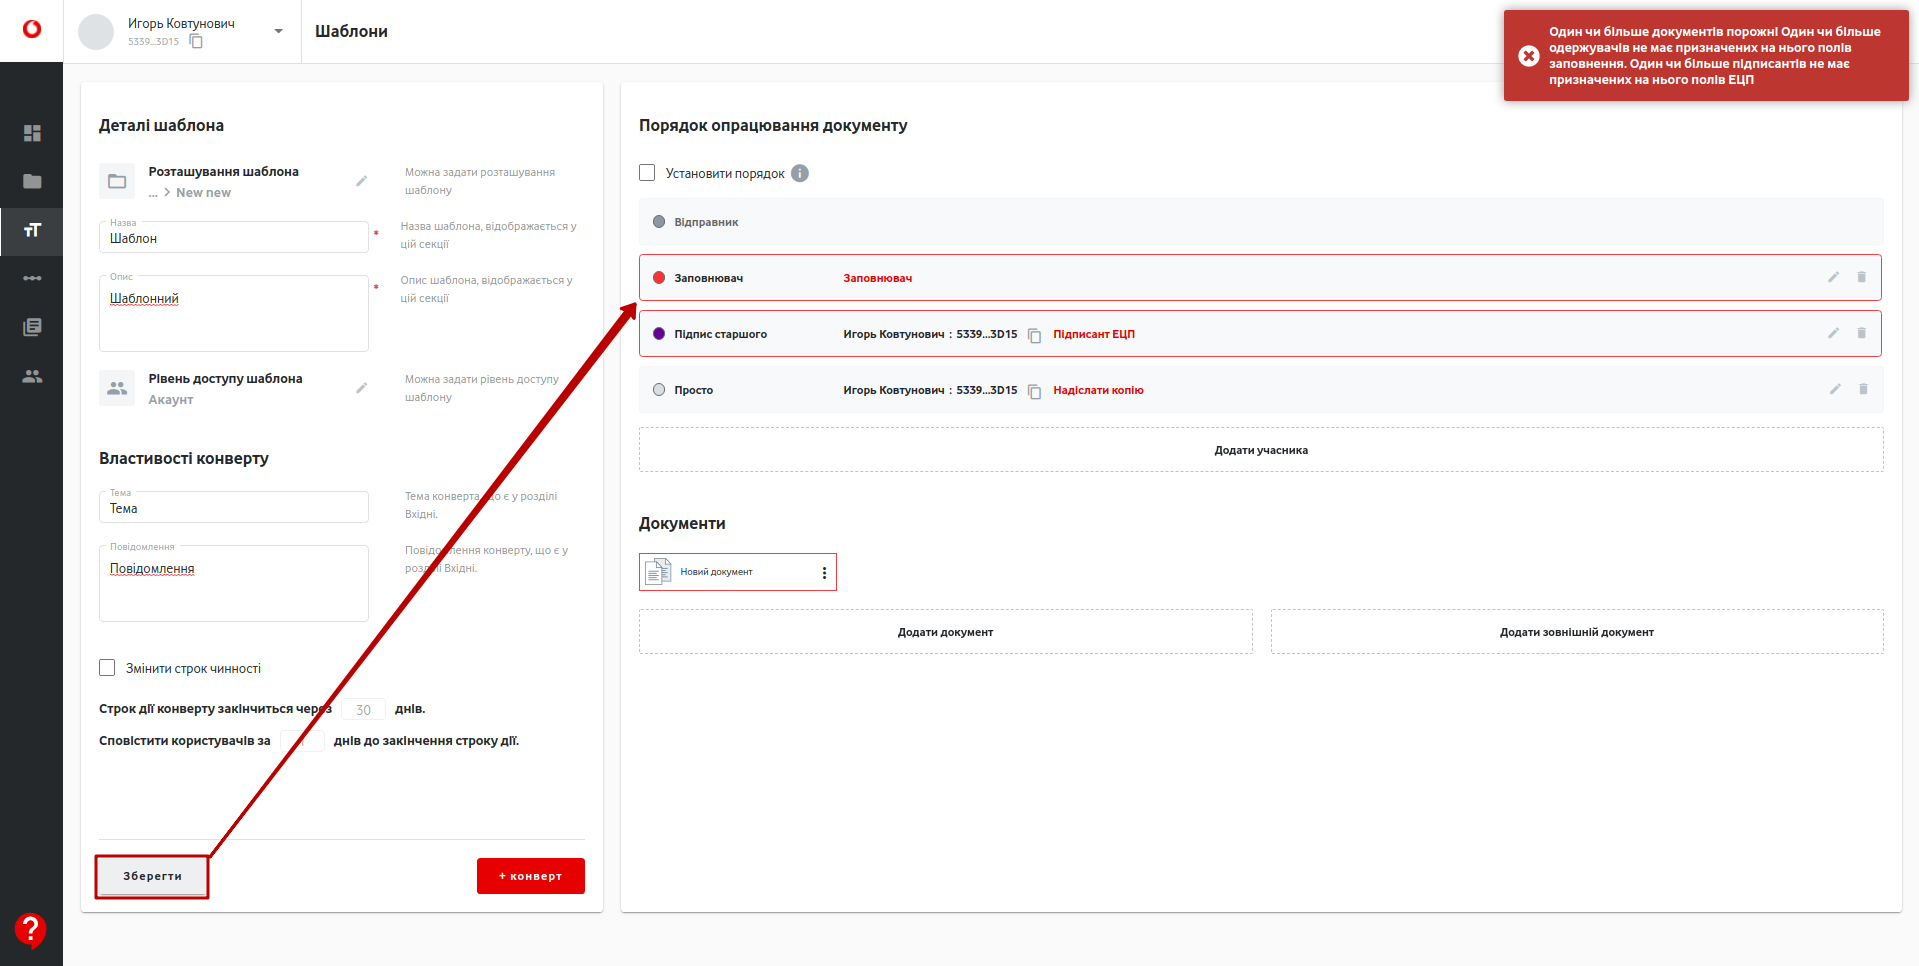 Игорь Ковтунович
5339...3D15
Шаблони
Один чи більше документів порожні Один чи більше
одержувачів не має призначених на нього полів
заповнення. Один чи більше підписантів не має
призначених на нього полів ЕЦП
Деталі шаблона
Розташування шаблона
... > New new
Можна задати розташування
шаблону
Назва
Шаблон
*
Назва шаблона, відображається у
цій секції
Опис
Шаблонний
*
Опис шаблона, відображається у
цій секції
Рівень доступу шаблона
Акаунт
Можна задати рівень доступу
шаблону
Властивості конверту
Тема
Тема
Тема конверта, що є у розділі
Вхідні.
Повідомлення
Повідомлення
Повідомлення конверту, що є у
розділі Вхідні.
Змінити строк чинності
Строк дії конверту закінчиться через 30 днів.
Сповістити користувачів за днів до закінчення строку дії.
Зберегти
+ конверт
Порядок опрацювання документу
Установити порядок i
Відправник
Заповнювач Заповнювач
Підпис старшого Игорь Ковтунович : 5339...3D15 Підписант ЕЦП
Просто Игорь Ковтунович : 5339...3D15 Надіслати копію
Додати учасника
Документи
Новий документ
Додати документ
Додати зовнішній документ
?